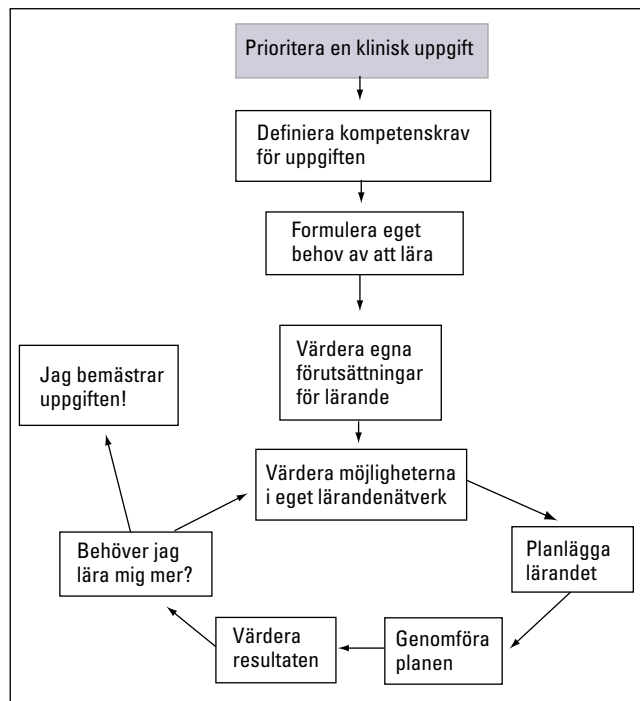 Prioritera en klinisk uppgift
Definiera kompetenskrav
för uppgiften
Formulera eget
behov av att lära
Värdera egna
förutsättningar
för lärande
Jag bemästrar
uppgiften!
Värdera möjligheterna
i eget lärandenätverk
Behöver jag
lära mig mer?
Planlägga
lärandet
Värdera
resultaten
Genomföra
planen